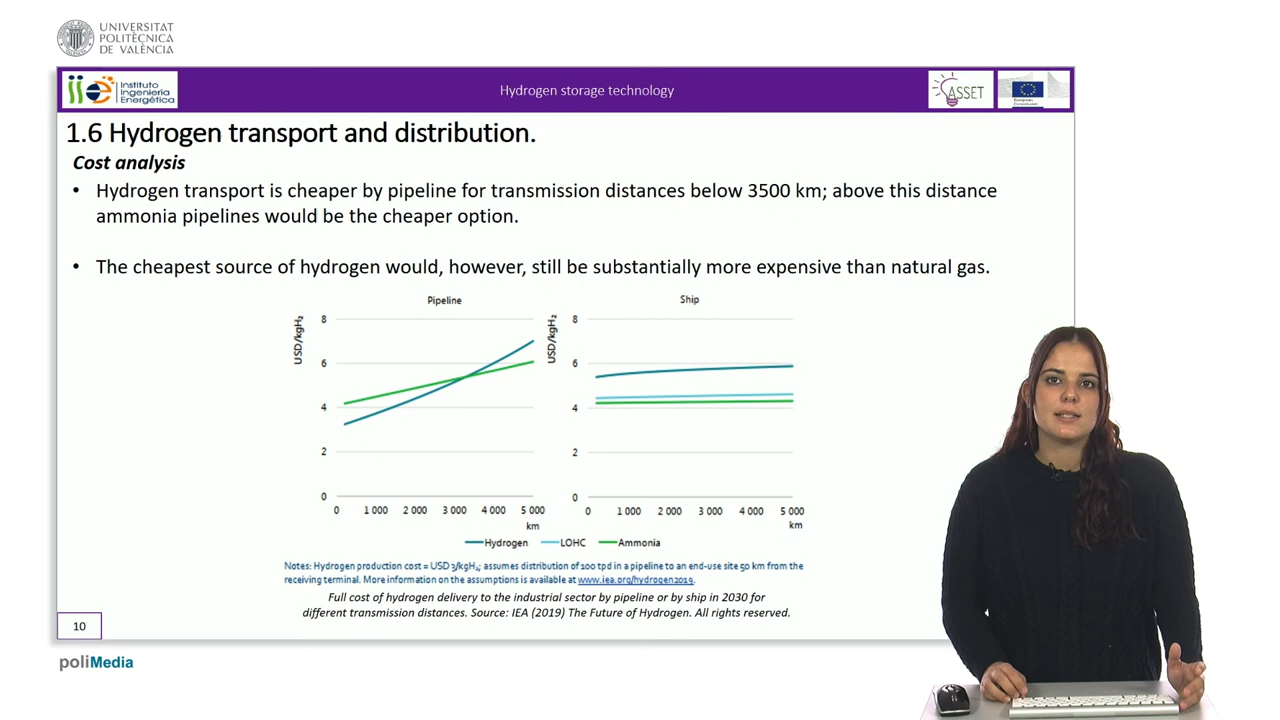 UNIVERSITAT
POLITÈCNICA
DE VALÈNCIA
iie Instituto
Ingeniería
Energética
Hydrogen storage technology
ASSET
European
Commission
1.6 Hydrogen transport and distribution.
Cost analysis
• Hydrogen transport is cheaper by pipeline for transmission distances below 3500 km; above this distance
ammonia pipelines would be the cheaper option.
• The cheapest source of hydrogen would, however, still be substantially more expensive than natural gas.
Pipeline
USD/kgH₂
8
6
4
2
0
0 1 000 2 000 3 000 4 000 5 000
km
Ship
USD/kgH₂
8
6
4
2
0
0 1 000 2 000 3 000 4 000 5 000
km
Hydrogen LOHC Ammonia
Notes: Hydrogen production cost = USD 3/kgH₂; assumes distribution of 100 tpd in a pipeline to an end-use site 50 km from the
receiving terminal. More information on the assumptions is available at www.iea.org/hydrogen2019.
Full cost of hydrogen delivery to the industrial sector by pipeline or by ship in 2030 for
different transmission distances. Source: IEA (2019) The Future of Hydrogen. All rights reserved.
10
poliMedia